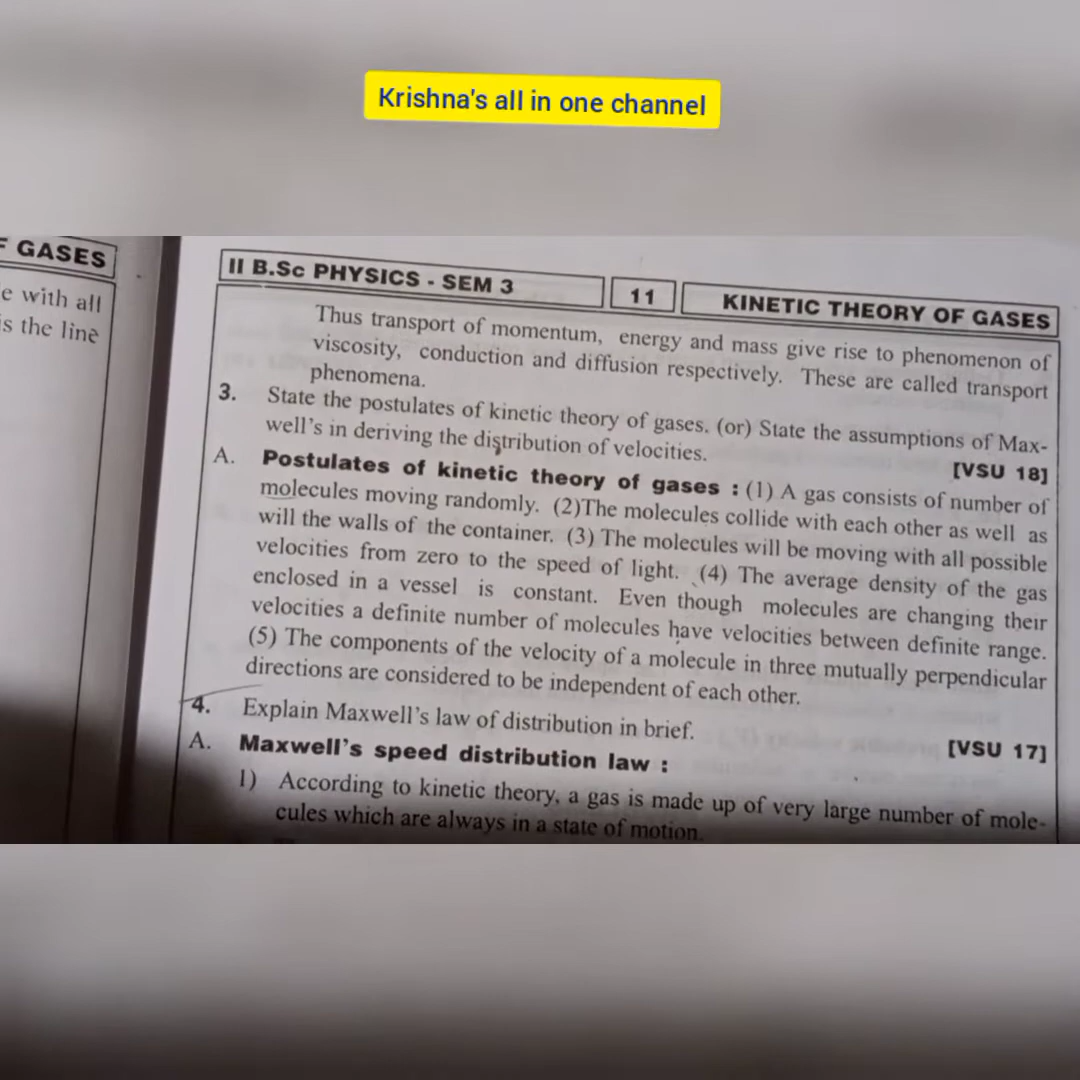 Krishna's all in one channel
F GASES
e with all
is the line
II B.Sc PHYSICS - SEM 3
11
KINETIC THEORY OF GASES
Thus transport of momentum, energy and mass give rise to phenomenon of
viscosity, conduction and diffusion respectively. These are called transport
phenomena.
3. State the postulates of kinetic theory of gases. (or) State the assumptions of Max-
well's in deriving the distribution of velocities. [VSU 18]
A. Postulates of kinetic theory of gases : (1) A gas consists of number of
molecules moving randomly. (2)The molecules collide with each other as well as
will the walls of the container. (3) The molecules will be moving with all possible
velocities from zero to the speed of light. (4) The average density of the gas
enclosed in a vessel is constant. Even though molecules are changing their
velocities a definite number of molecules have velocities between definite range.
(5) The components of the velocity of a molecule in three mutually perpendicular
directions are considered to be independent of each other.
4. Explain Maxwell's law of distribution in brief. [VSU 17]
A. Maxwell's speed distribution law :
1) According to kinetic theory, a gas is made up of very large number of mole-
cules which are always in a state of motion.